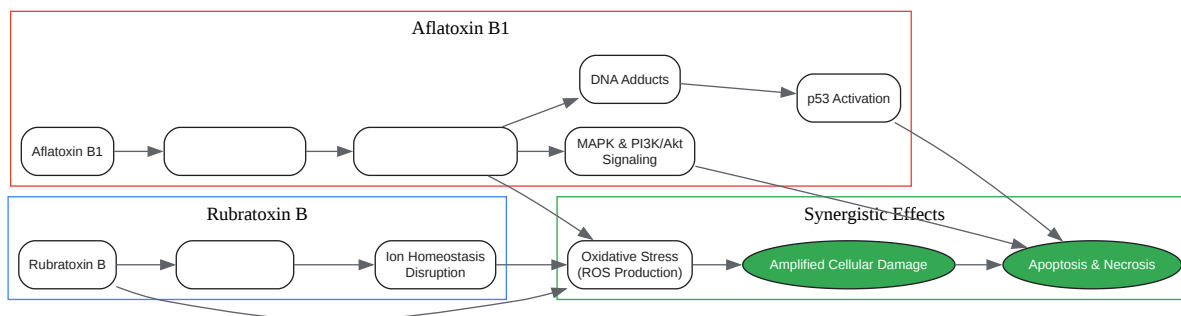 Aflatoxin B1
DNA Adducts
p53 Activation
Aflatoxin B1
MAPK & PI3K/Akt
Signaling
Rubratoxin B
Synergistic Effects
Rubratoxin B
Ion Homeostasis
Disruption
Oxidative Stress
(ROS Production)
Amplified Cellular Damage
Apoptosis & Necrosis